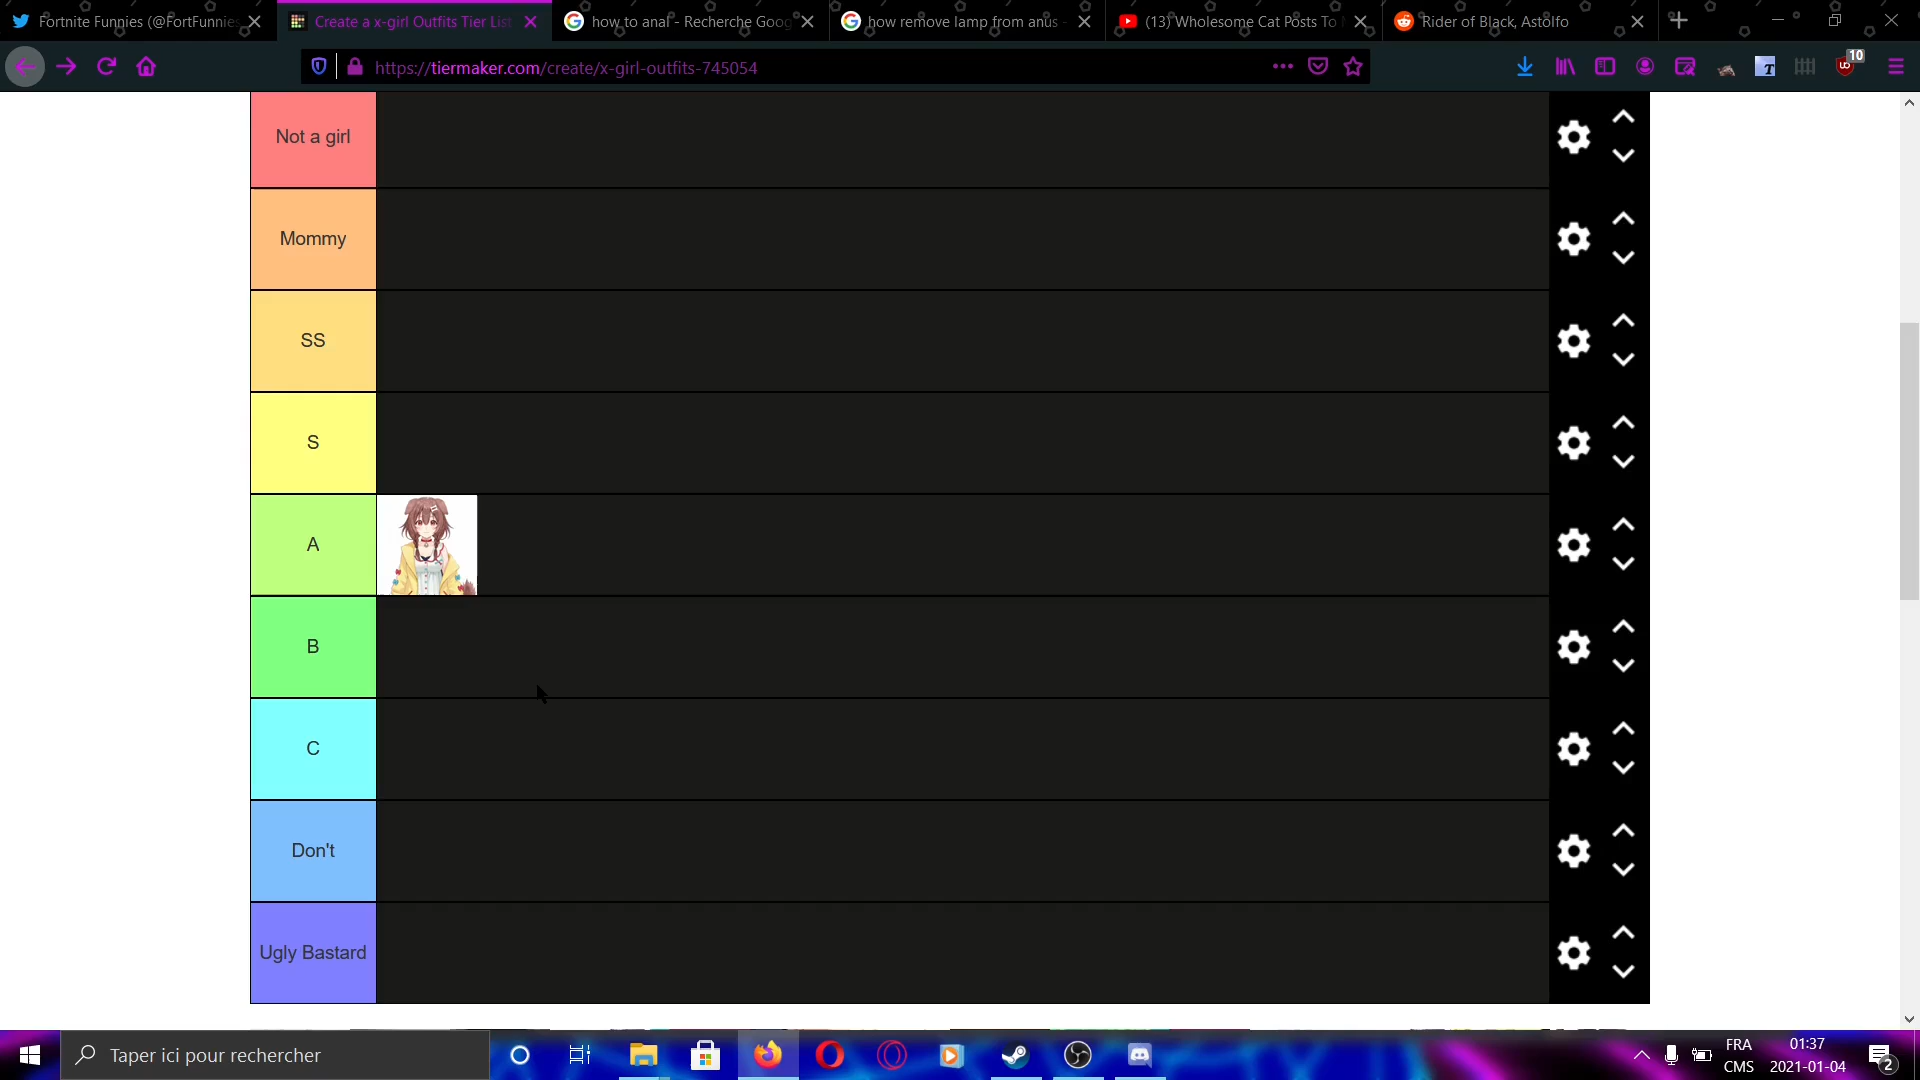 Fortnite Funnies (@FortFunnies
Create a x-girl Outfits Tier List
how to anal - Recherche Goog
how remove lamp from anus -
(13) Wholesome Cat Posts To
Rider of Black, Astolfo
https://tiermaker.com/create/x-girl-outfits-745054
10
Not a girl
Mommy
SS
S
A
B
C
Don't
Ugly Bastard
Taper ici pour rechercher
FRA
CMS
01:37
2021-01-04
2